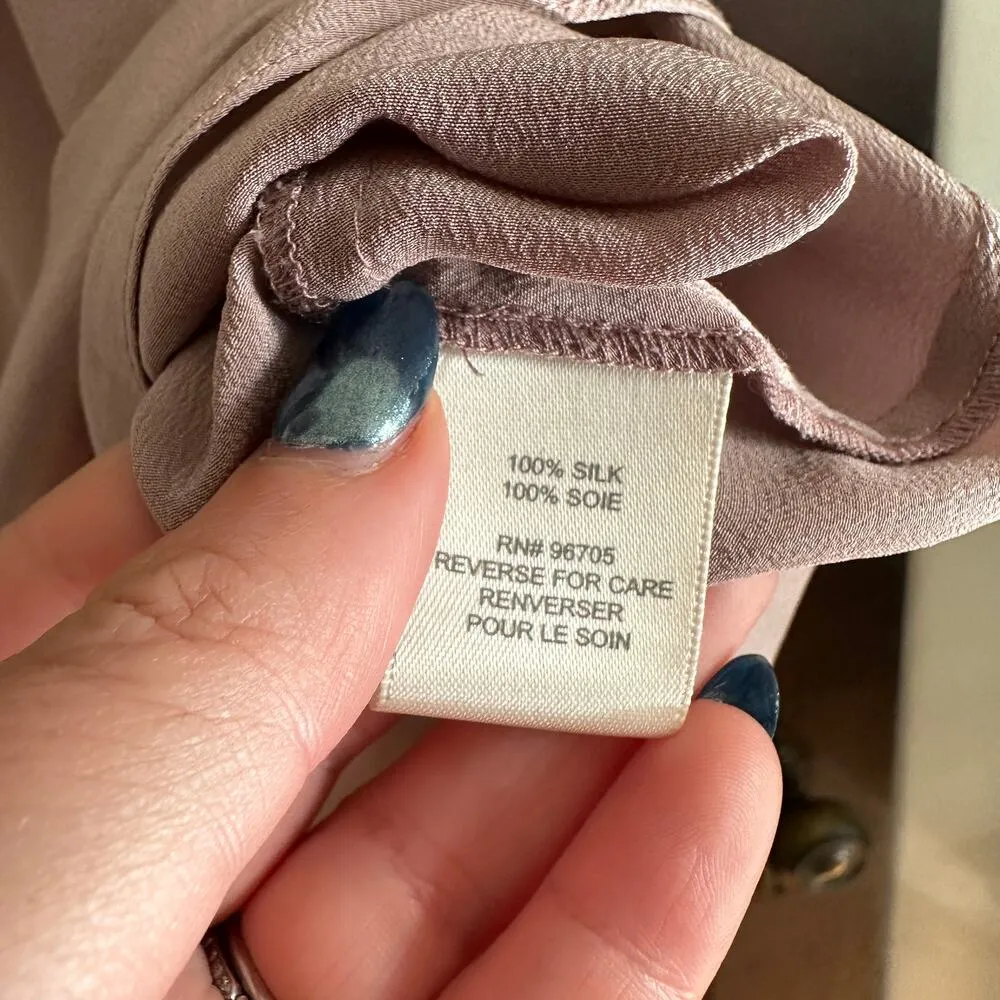 100% SILK
100% SOIE
RN# 96705
REVERSE FOR CARE
RENVERSER
POUR LE SOIN